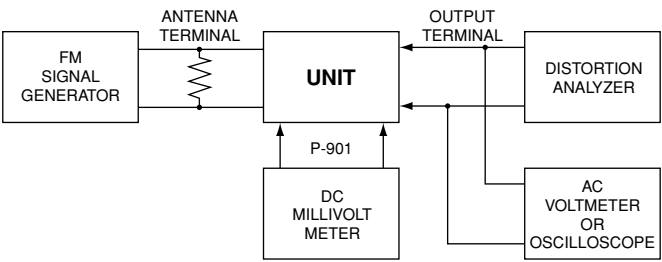 ANTENNA
TERMINAL
OUTPUT
TERMINAL
FM
SIGNAL
GENERATOR
UNIT
DISTORTION
ANALYZER
P-901
DC
MILLIVOLT
METER
AC
VOLTMETER
OR
OSCILLOSCOPE